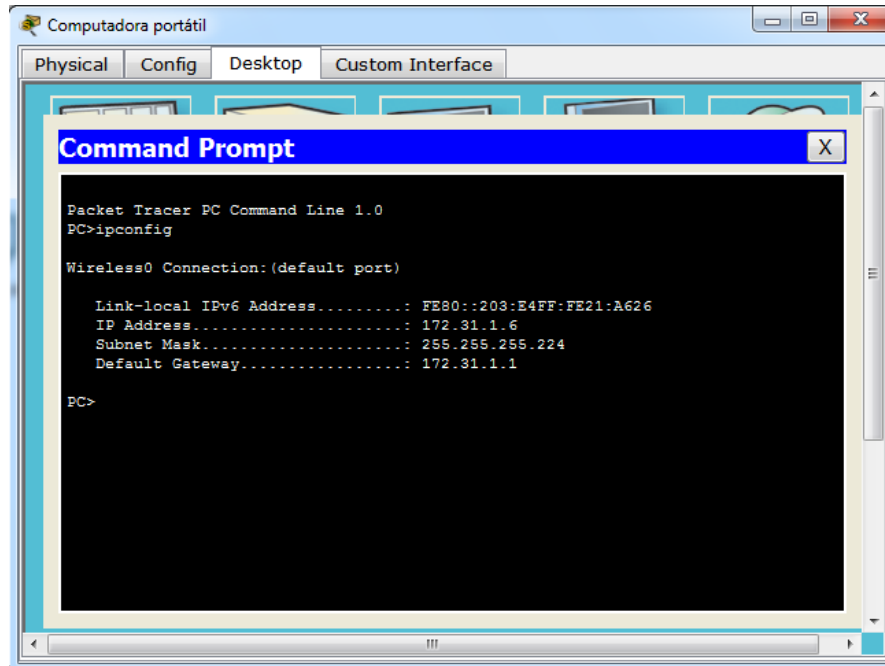 Computadora portátil
Physical Config Desktop Custom Interface
Command Prompt X
Packet Tracer PC Command Line 1.0
PC>ipconfig
Wireless0 Connection:(default port)
Link-local IPv6 Address.........: FE80::203:E4FF:FE21:A626
IP Address......................: 172.31.1.6
Subnet Mask.....................: 255.255.255.224
Default Gateway.................: 172.31.1.1
PC>